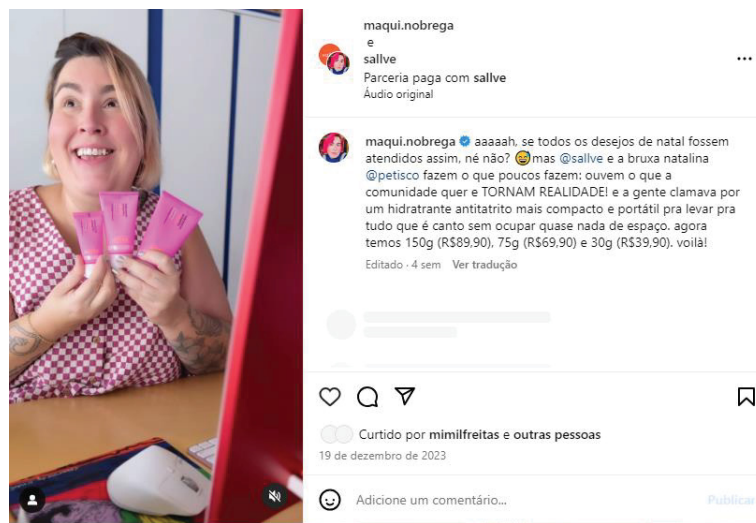 maqui.nobrega
e
sallve
Parceria paga com sallve
Áudio original
maqui.nobrega aaaaah, se todos os desejos de natal fossem
atendidos assim, né não? 😅mas @sallve e a bruxa natalina
@petisco fazem o que poucos fazem: ouvem o que a
comunidade quer e TORNAM REALIDADE! e a gente clamava por
um hidratante antitatrito mais compacto e portátil pra levar pra
tudo que é canto sem ocupar quase nada de espaço. agora
temos 150g (R$89,90), 75g (R$69,90) e 30g (R$39,90). voilà!
Editado · 4 sem Ver tradução
Curtido por mimilfreitas e outras pessoas
19 de dezembro de 2023
Adicione um comentário...
Publicar